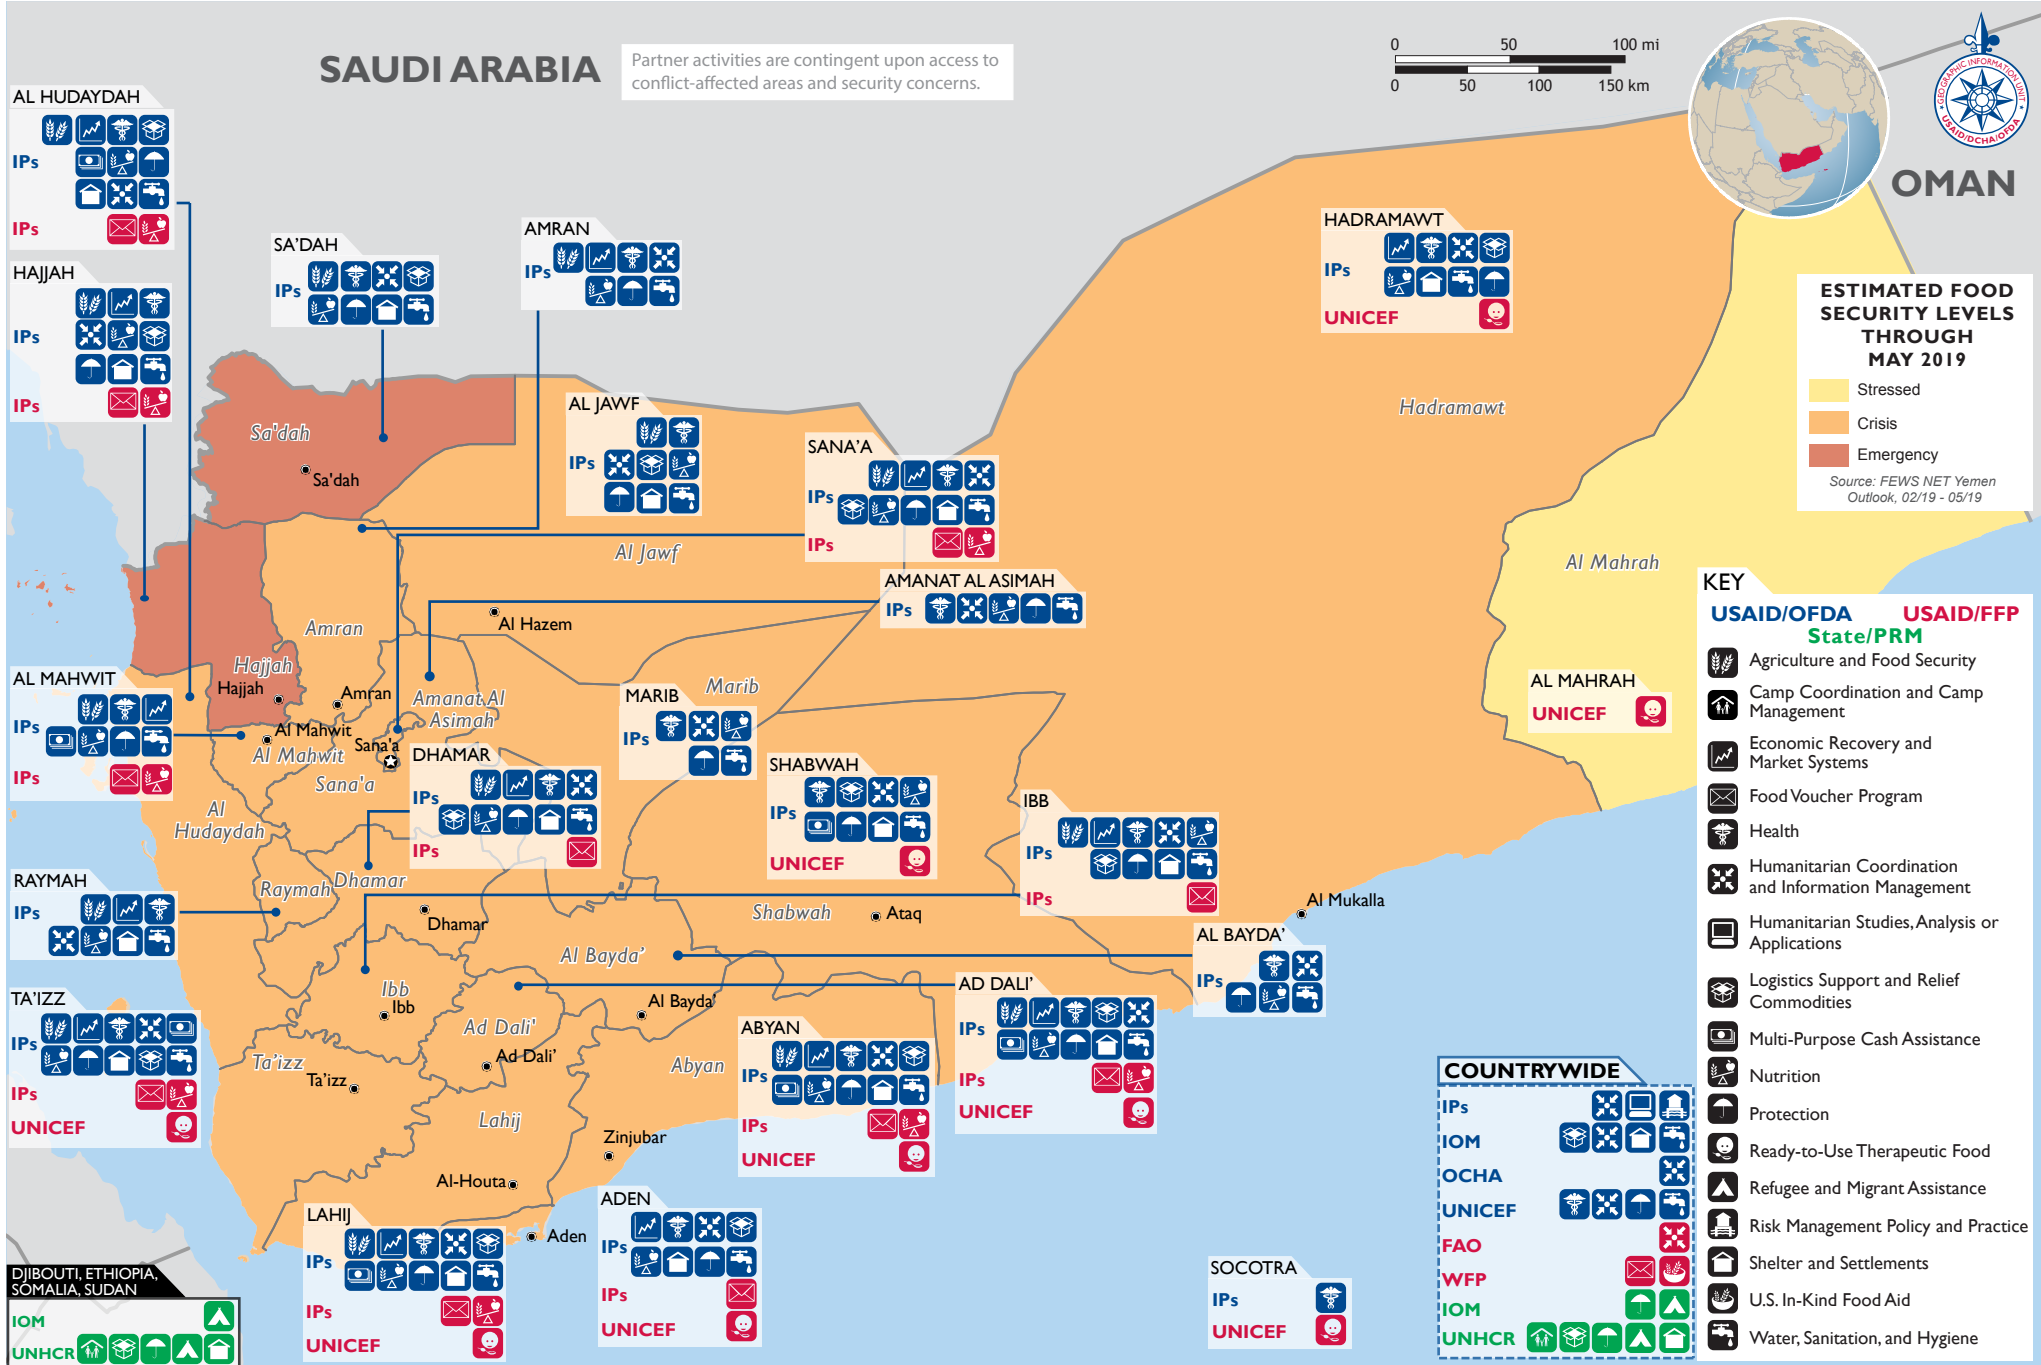 SAUDI ARABIA
Partner activities are contingent upon access to
conflict-affected areas and security concerns.
0 50 100 mi
0 50 100 150 km
GEOGRAPHIC INFORMATION UNIT
USAID/DCHA/OFDA
OMAN
AL HUDAYDAH
IPs
IPs
HAJJAH
IPs
IPs
SA'DAH
IPs
AMRAN
IPs
HADRAMAWT
IPs
UNICEF
ESTIMATED FOOD
SECURITY LEVELS
THROUGH
MAY 2019
Stressed
Crisis
Emergency
Source: FEWS NET Yemen
Outlook, 02/19 - 05/19
AL JAWF
IPs
SANA'A
IPs
IPs
AMANAT AL ASIMAH
IPs
Sa'dah
Sa'dah
Hadramawt
Al Jawf
Al Mahrah
Al Hazem
Amran
Hajjah
Hajjah
Amran
Amanat Al
Asimah
Marib
AL MAHWIT
IPs
IPs
Al Mahwit
Al Mahwit
Sana'a
Sana'a
Al
Hudaydah
MARIB
IPs
AL MAHRAH
UNICEF
DHAMAR
IPs
IPs
SHABWAH
IPs
UNICEF
IBB
IPs
IPs
RAYMAH
IPs
Raymah
Dhamar
Dhamar
Shabwah
Ataq
Al Mukalla
Al Bayda'
AL BAYDA'
IPs
TA'IZZ
IPs
IPs
UNICEF
Ibb
Ibb
Al Bayda'
Ad Dali'
Ad Dali'
AD DALI'
IPs
IPs
UNICEF
ABYAN
IPs
IPs
UNICEF
Ta'izz
Ta'izz
Abyan
Lahij
Zinjubar
Al-Houta
Aden
LAHIJ
IPs
IPs
UNICEF
ADEN
IPs
IPs
UNICEF
SOCOTRA
IPs
UNICEF
DJIBOUTI, ETHIOPIA,
SOMALIA, SUDAN
IOM
UNHCR
COUNTRYWIDE
IPs
IOM
OCHA
UNICEF
FAO
WFP
IOM
UNHCR
KEY
USAID/OFDA USAID/FFP
State/PRM
Agriculture and Food Security
Camp Coordination and Camp
Management
Economic Recovery and
Market Systems
Food Voucher Program
Health
Humanitarian Coordination
and Information Management
Humanitarian Studies, Analysis or
Applications
Logistics Support and Relief
Commodities
Multi-Purpose Cash Assistance
Nutrition
Protection
Ready-to-Use Therapeutic Food
Refugee and Migrant Assistance
Risk Management Policy and Practice
Shelter and Settlements
U.S. In-Kind Food Aid
Water, Sanitation, and Hygiene